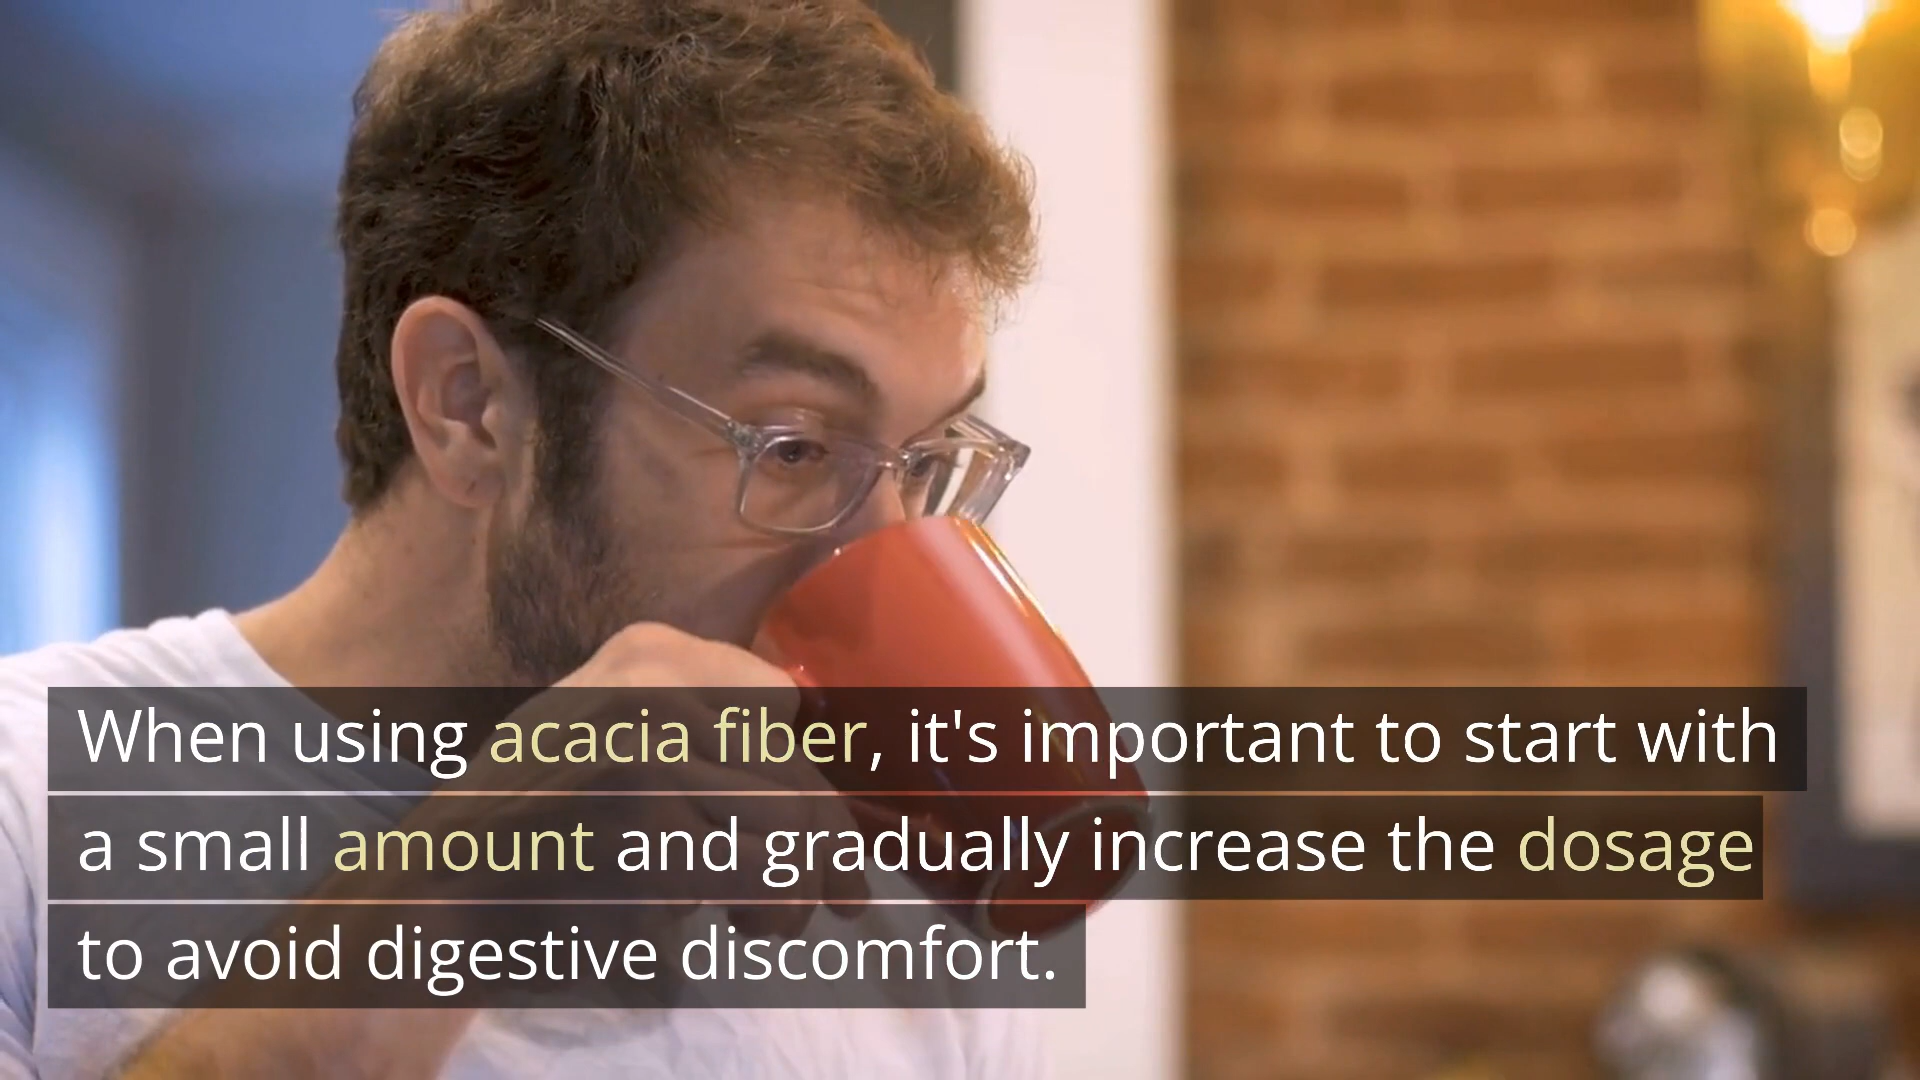 When using acacia fiber, it's important to start with
a small amount and gradually increase the dosage
to avoid digestive discomfort.